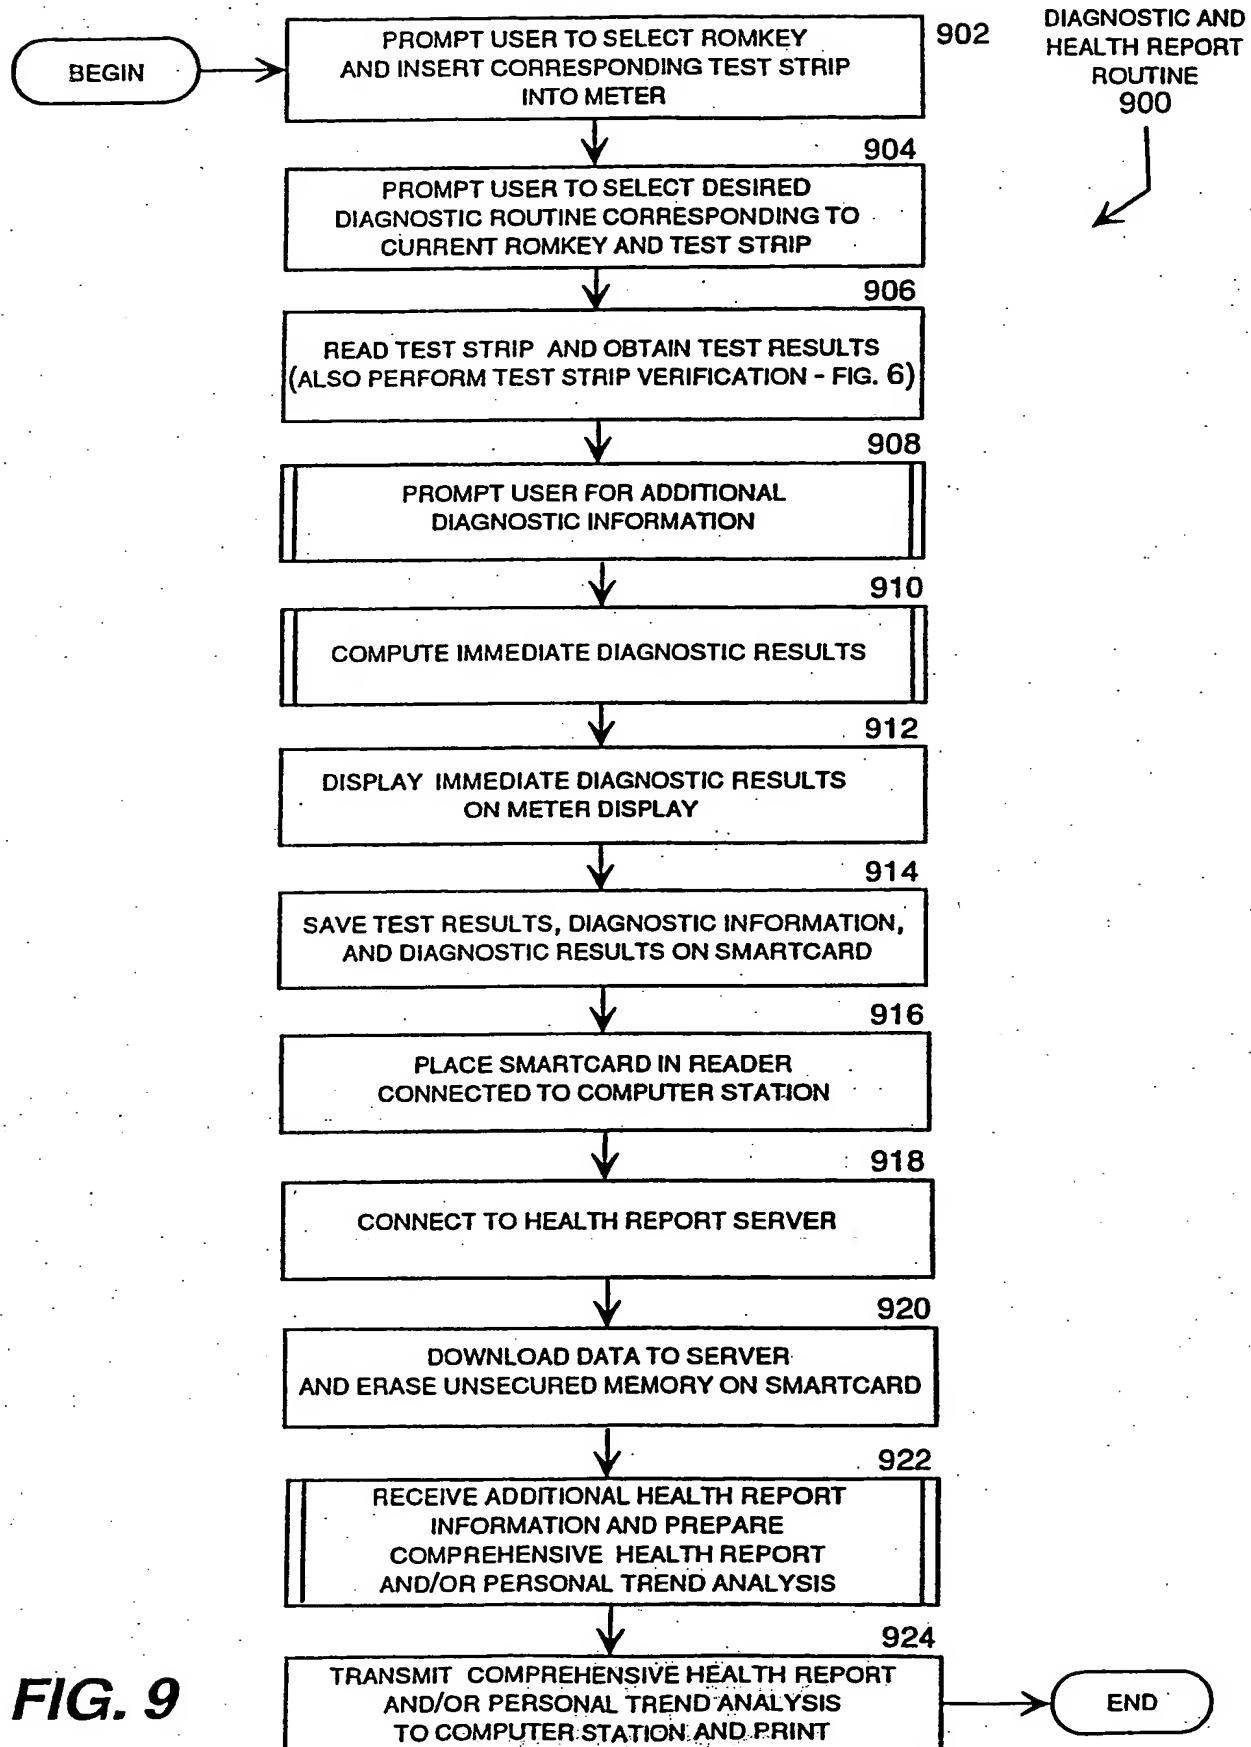 DIAGNOSTIC AND
HEALTH REPORT
ROUTINE
900
BEGIN
902
PROMPT USER TO SELECT ROMKEY
AND INSERT CORRESPONDING TEST STRIP
INTO METER
904
PROMPT USER TO SELECT DESIRED
DIAGNOSTIC ROUTINE CORRESPONDING TO
CURRENT ROMKEY AND TEST STRIP
906
READ TEST STRIP AND OBTAIN TEST RESULTS
(ALSO PERFORM TEST STRIP VERIFICATION - FIG. 6)
908
PROMPT USER FOR ADDITIONAL
DIAGNOSTIC INFORMATION
910
COMPUTE IMMEDIATE DIAGNOSTIC RESULTS
912
DISPLAY IMMEDIATE DIAGNOSTIC RESULTS
ON METER DISPLAY
914
SAVE TEST RESULTS, DIAGNOSTIC INFORMATION,
AND DIAGNOSTIC RESULTS ON SMARTCARD
916
PLACE SMARTCARD IN READER
CONNECTED TO COMPUTER STATION
918
CONNECT TO HEALTH REPORT SERVER
920
DOWNLOAD DATA TO SERVER
AND ERASE UNSECURED MEMORY ON SMARTCARD
922
RECEIVE ADDITIONAL HEALTH REPORT
INFORMATION AND PREPARE
COMPREHENSIVE HEALTH REPORT
AND/OR PERSONAL TREND ANALYSIS
924
TRANSMIT COMPREHENSIVE HEALTH REPORT
AND/OR PERSONAL TREND ANALYSIS
TO COMPUTER STATION AND PRINT
END
FIG. 9